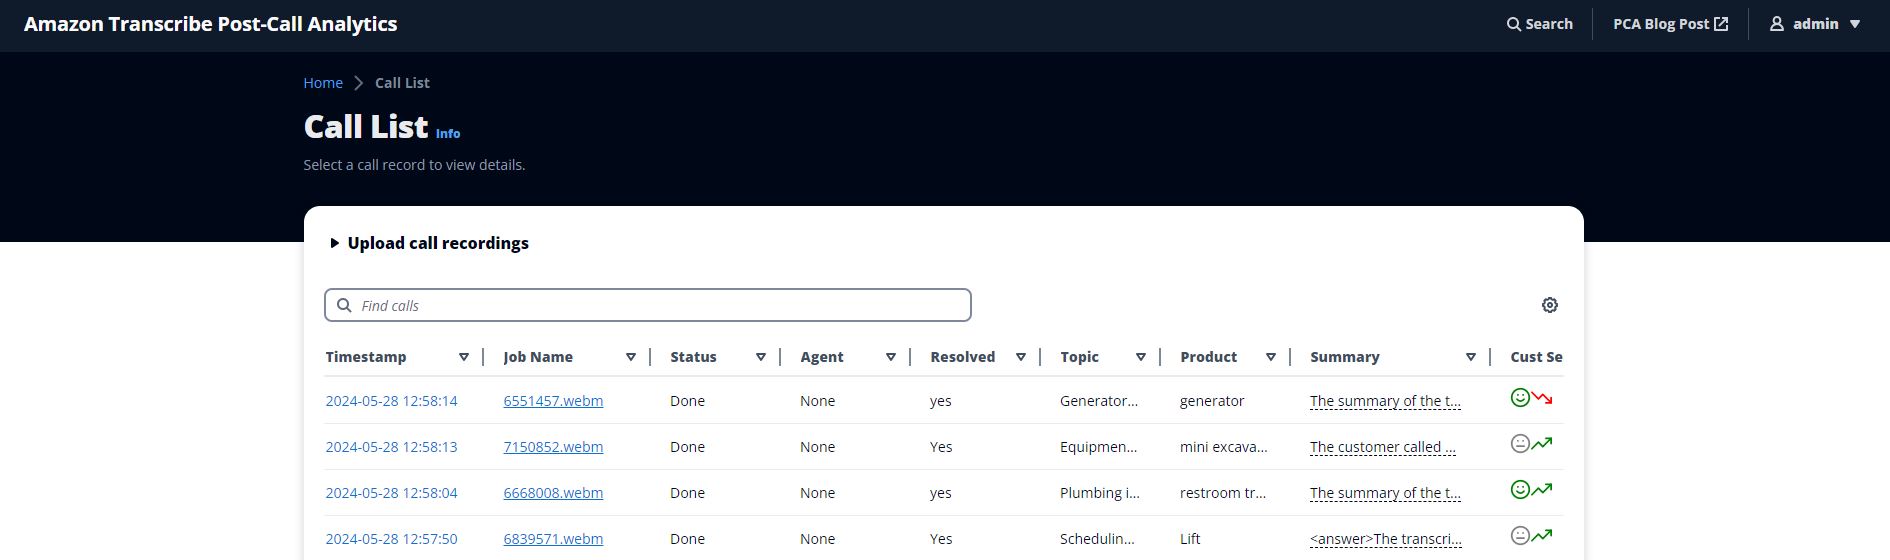 Amazon Transcribe Post-Call Analytics Search PCA Blog Post admin
Home Call List
Call List Info
Select a call record to view details.
Upload call recordings
Find calls
Timestamp Job Name Status Agent Resolved Topic Product Summary Cust Se
2024-05-28 12:58:14 6551457.webm Done None yes Generator... generator The summary of the t...
2024-05-28 12:58:13 7150852.webm Done None Yes Equipmen... mini excava... The customer called ...
2024-05-28 12:58:04 6668008.webm Done None yes Plumbing i... restroom tr... The summary of the t...
2024-05-28 12:57:50 6839571.webm Done None Yes Schedulin... Lift <answer>The transcri...